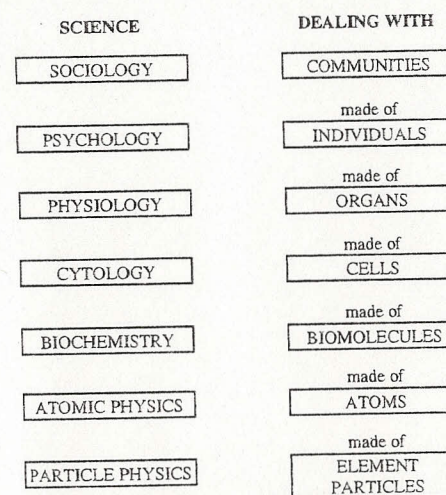 SCIENCE DEALING WITH
SOCIOLOGY COMMUNITIES
made of
PSYCHOLOGY INDIVIDUALS
made of
PHYSIOLOGY ORGANS
made of
CYTOLOGY CELLS
made of
BIOCHEMISTRY BIOMOLECULES
made of
ATOMIC PHYSICS ATOMS
made of
PARTICLE PHYSICS ELEMENT
PARTICLES